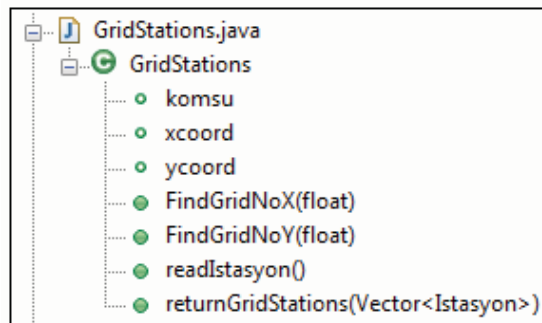 GridStations.java
GridStations
komsu
xcoord
ycoord
FindGridNoX(float)
FindGridNoY(float)
readIstasyon()
returnGridStations(Vector<Istasyon>)